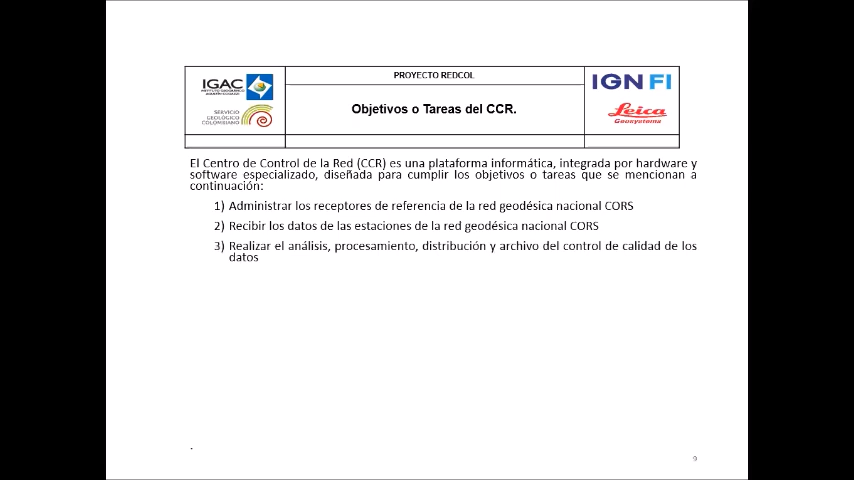 PROYECTO REDCOL
IGAC
INSTITUTO GEOGRÁFICO
AGUSTÍN CODAZZI
IGN FI
Objetivos o Tareas del CCR.
SERVICIO
GEOLÓGICO
COLOMBIANO
Leica
Geosystems
El Centro de Control de la Red (CCR) es una plataforma informática, integrada por hardware y
software especializado, diseñada para cumplir los objetivos o tareas que se mencionan a
continuación:
1) Administrar los receptores de referencia de la red geodésica nacional CORS
2) Recibir los datos de las estaciones de la red geodésica nacional CORS
3) Realizar el análisis, procesamiento, distribución y archivo del control de calidad de los
datos
.
9